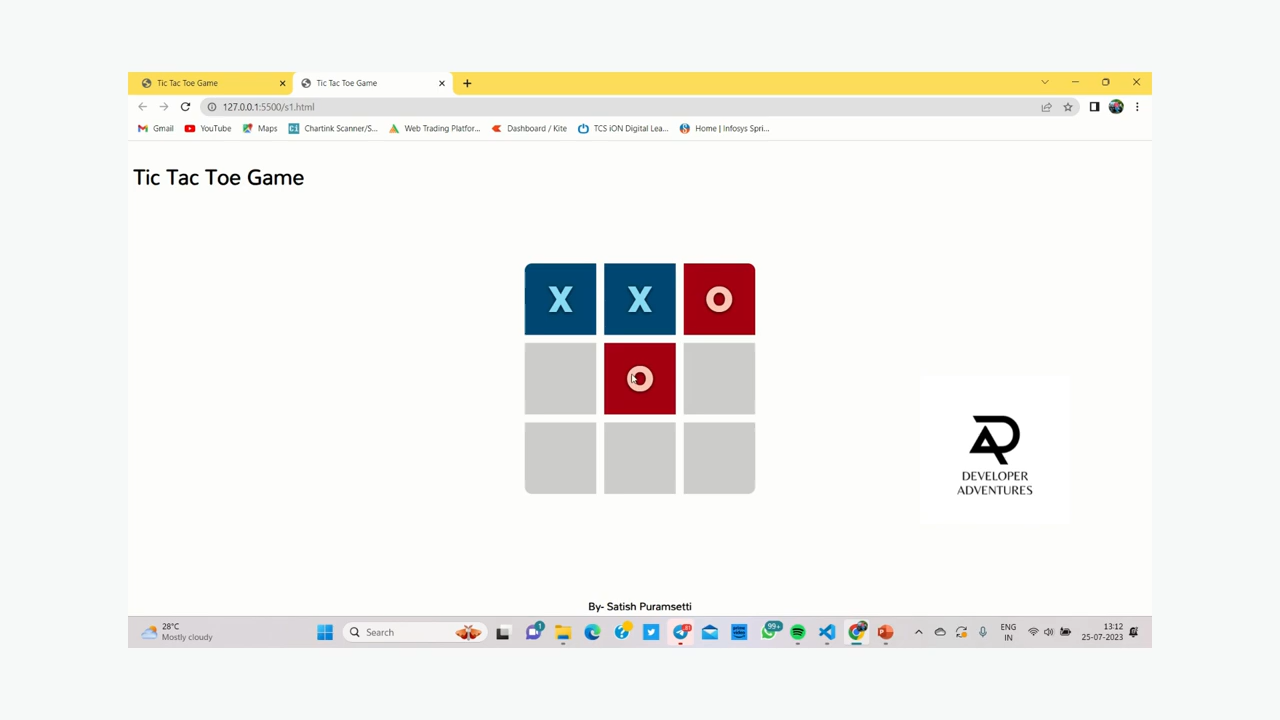 Tic Tac Toe Game
Tic Tac Toe Game
127.0.0.1:5500/s1.html
Gmail
YouTube
Maps
Chartink Scanner/S...
Web Trading Platfor...
Dashboard / Kite
TCS iON Digital Lea...
Home | Infosys Spri...
Tic Tac Toe Game
X X O
O
DEVELOPER
ADVENTURES
By- Satish Puramsetti
28°C
Mostly cloudy
Search
1
99+
ENG
IN
13:12
25-07-2023